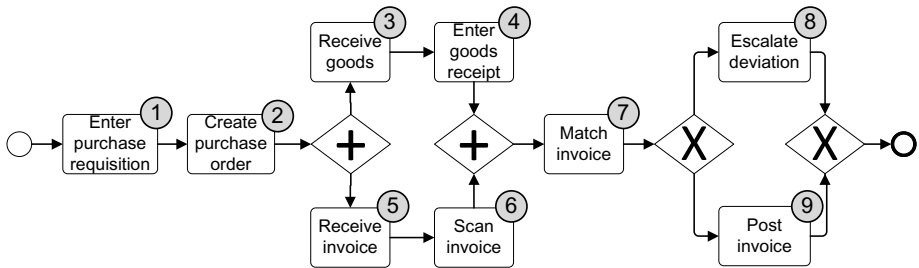 1
Enter
purchase
requisition
2
Create
purchase
order
3
Receive
goods
4
Enter
goods
receipt
5
Receive
invoice
6
Scan
invoice
7
Match
invoice
X
8
Escalate
deviation
9
Post
invoice
X